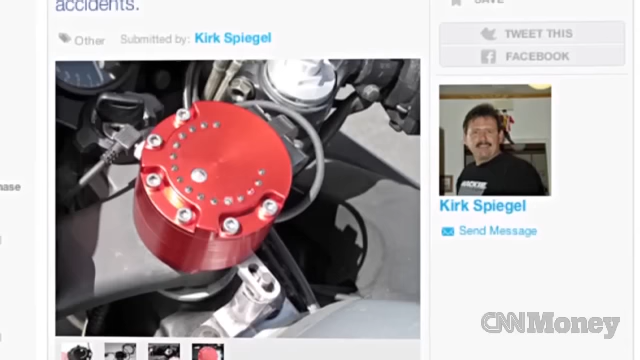 accidents.
SAVE
Other Submitted by: Kirk Spiegel
TWEET THIS
FACEBOOK
Kirk Spiegel
Send Message
CNNMoney